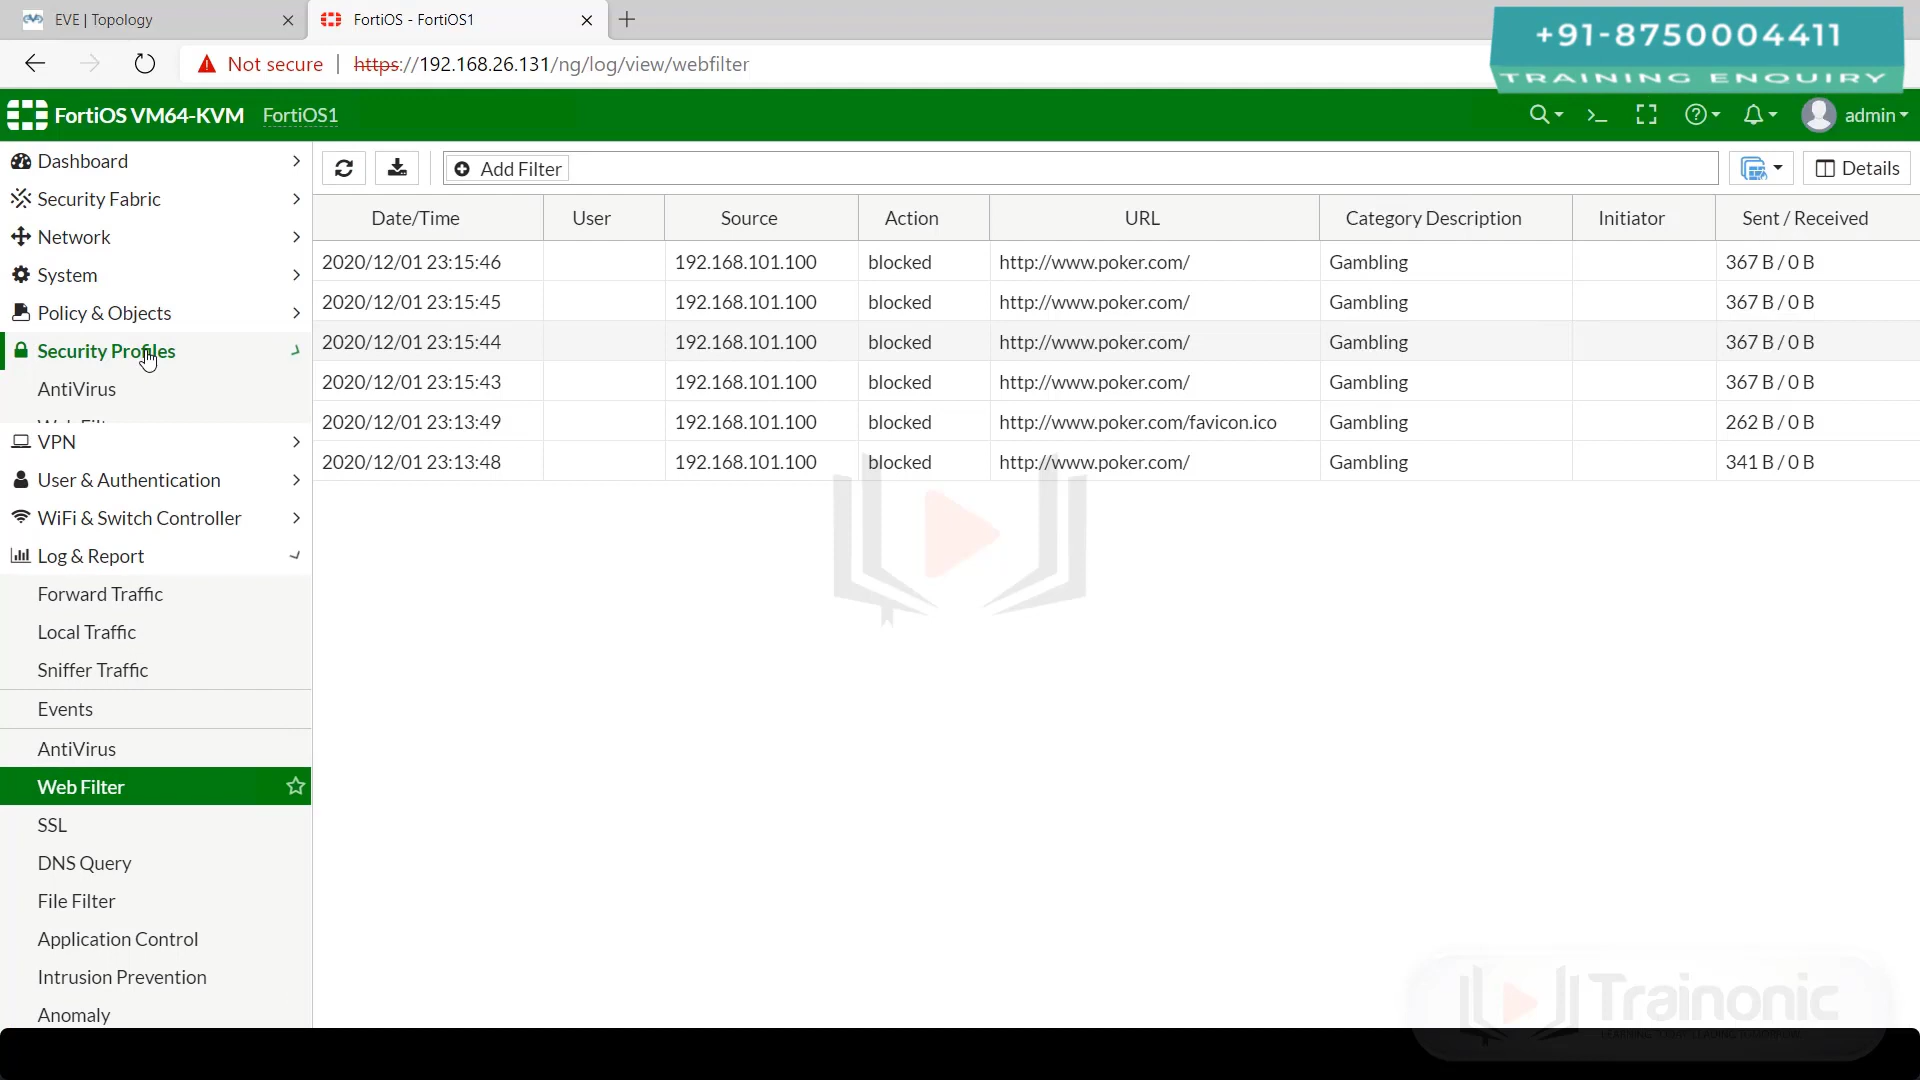 EVE | Topology
FortiOS - FortiOS1
+91-8750004411
TRAINING ENQUIRY
Not secure | https://192.168.26.131/ng/log/view/webfilter
FortiOS VM64-KVM FortiOS1
admin
Dashboard
Security Fabric
Network
System
Policy & Objects
Security Profiles
AntiVirus
VPN
User & Authentication
WiFi & Switch Controller
Log & Report
Forward Traffic
Local Traffic
Sniffer Traffic
Events
AntiVirus
Web Filter
SSL
DNS Query
File Filter
Application Control
Intrusion Prevention
Anomaly
Add Filter
Details
Date/Time User Source Action URL Category Description Initiator Sent / Received
2020/12/01 23:15:46 192.168.101.100 blocked http://www.poker.com/ Gambling 367 B / 0 B
2020/12/01 23:15:45 192.168.101.100 blocked http://www.poker.com/ Gambling 367 B / 0 B
2020/12/01 23:15:44 192.168.101.100 blocked http://www.poker.com/ Gambling 367 B / 0 B
2020/12/01 23:15:43 192.168.101.100 blocked http://www.poker.com/ Gambling 367 B / 0 B
2020/12/01 23:13:49 192.168.101.100 blocked http://www.poker.com/favicon.ico Gambling 262 B / 0 B
2020/12/01 23:13:48 192.168.101.100 blocked http://www.poker.com/ Gambling 341 B / 0 B
Trainonic